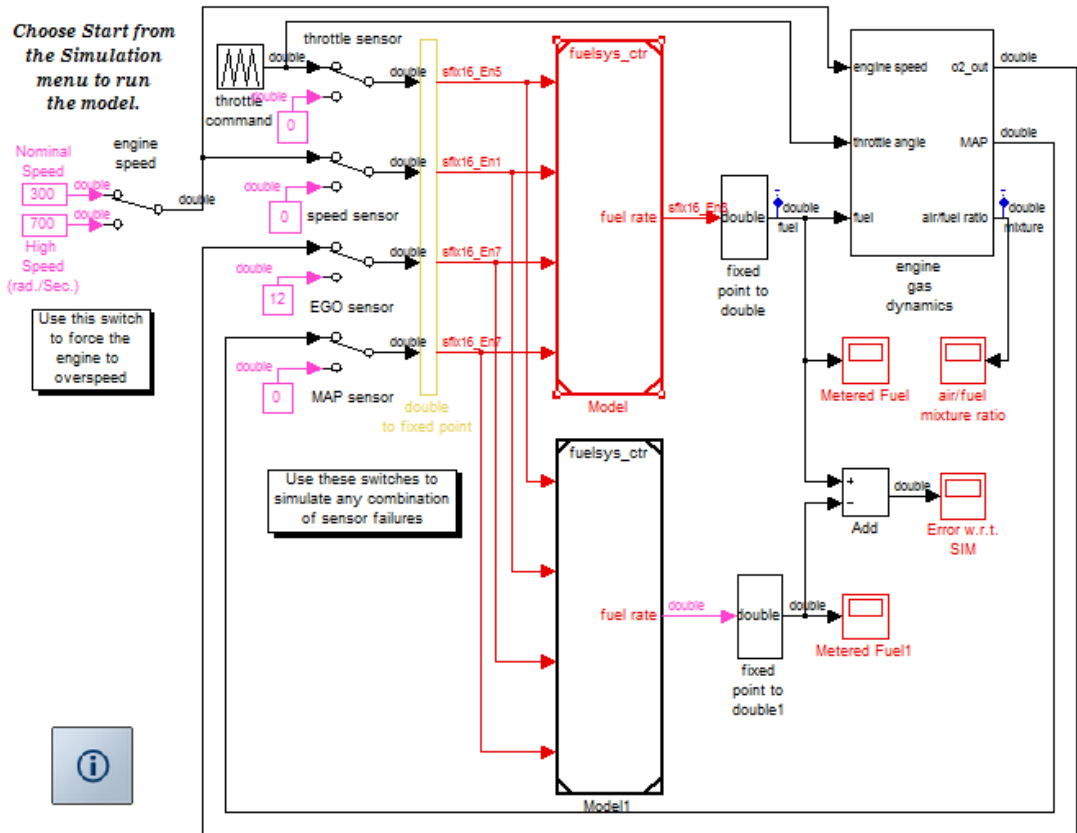 Choose Start from
the Simulation
menu to run
the model.
throttle sensor
double
double
sfix16_En5
double
throttle
command
0
fuelsys_ctr
engine speed
o2_out
double
throttle angle
MAP
double
fuel
air/fuel ratio
double
mixture
engine
gas
dynamics
engine
speed
Nominal
Speed
300
double
700
double
double
High
Speed
(rad./Sec.)
double
sfix16_En1
double
0
speed sensor
fuel rate
double
double
fuel
fixed
point to
double
double
sfix16_En7
double
12
EGO sensor
Use this switch
to force the
engine to
overspeed
double
sfix16_En7
double
0
MAP sensor
double
to fixed point
Model
Metered Fuel
air/fuel
mixture ratio
fuelsys_ctr
Use these switches to
simulate any combination
of sensor failures
+
−
double
Add
Error w.r.t.
SIM
fuel rate
double
double
double
Metered Fuel1
fixed
point to
double1
Model1
i